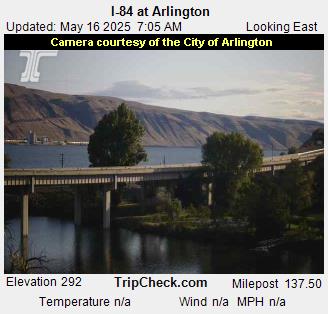 I-84 at Arlington
Updated: May 16 2025 7:05 AM Looking East
Camera courtesy of the City of Arlington
Elevation 292 TripCheck.com Milepost 137.50
Temperature n/a Wind n/a MPH n/a